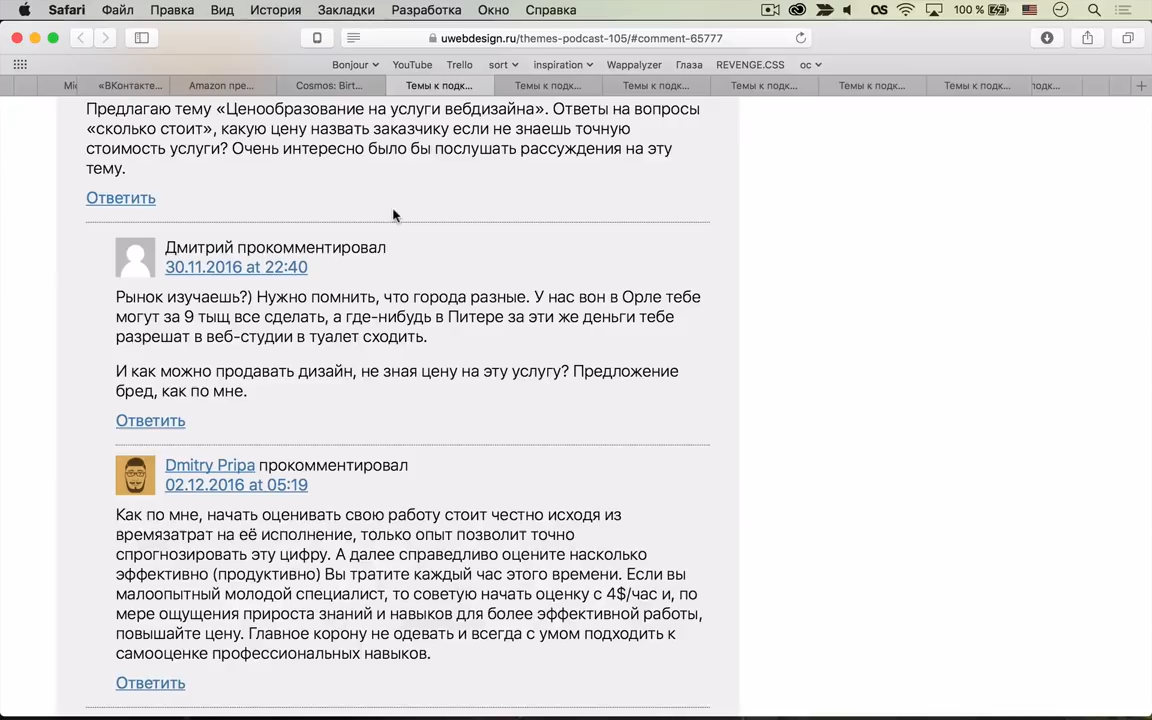 Safari Файл Правка Вид История Закладки Разработка Окно Справка 100 %
uwebdesign.ru/themes-podcast-105/#comment-65777
Bonjour YouTube Trello sort inspiration Wappalyzer Глаза REVENGE.CSS ос
Mic «ВКонтакте... Amazon пре... Cosmos: Birt... Темы к подк... Темы к подк... Темы к подк... Темы к подк... Темы к подк... Темы к подк... подк...
Предлагаю тему «Ценообразование на услуги вебдизайна». Ответы на вопросы
«сколько стоит», какую цену назвать заказчику если не знаешь точную
стоимость услуги? Очень интересно было бы послушать рассуждения на эту
тему.
Ответить
Дмитрий прокомментировал
30.11.2016 at 22:40
Рынок изучаешь?) Нужно помнить, что города разные. У нас вон в Орле тебе
могут за 9 тыщ все сделать, а где-нибудь в Питере за эти же деньги тебе
разрешат в веб-студии в туалет сходить.
И как можно продавать дизайн, не зная цену на эту услугу? Предложение
бред, как по мне.
Ответить
Dmitry Pripa прокомментировал
02.12.2016 at 05:19
Как по мне, начать оценивать свою работу стоит честно исходя из
времязатрат на её исполнение, только опыт позволит точно
спрогнозировать эту цифру. А далее справедливо оцените насколько
эффективно (продуктивно) Вы тратите каждый час этого времени. Если вы
малоопытный молодой специалист, то советую начать оценку с 4$/час и, по
мере ощущения прироста знаний и навыков для более эффективной работы,
повышайте цену. Главное корону не одевать и всегда с умом подходить к
самооценке профессиональных навыков.
Ответить